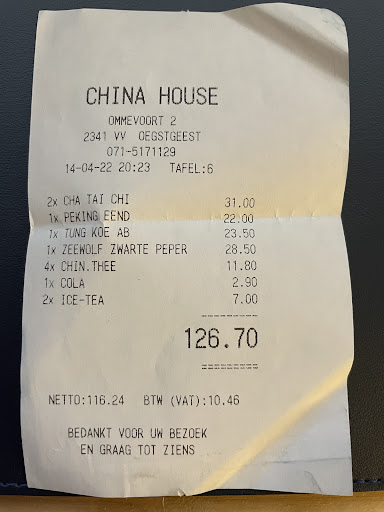 CHINA HOUSE
OMMEVOORT 2
2341 VV OEGSTGEEST
071-5171129
14-04-22 20:23 TAFEL:6
2x CHA TAI CHI 31.00
1x PEKING EEND 22.00
1x TUNG KOE AB 23.50
1x ZEEWOLF ZWARTE PEPER 28.50
4x CHIN.THEE 11.80
1x COLA 2.90
2x ICE-TEA 7.00
126.70
NETTO:116.24 BTW (VAT):10.46
BEDANKT VOOR UW BEZOEK
EN GRAAG TOT ZIENS